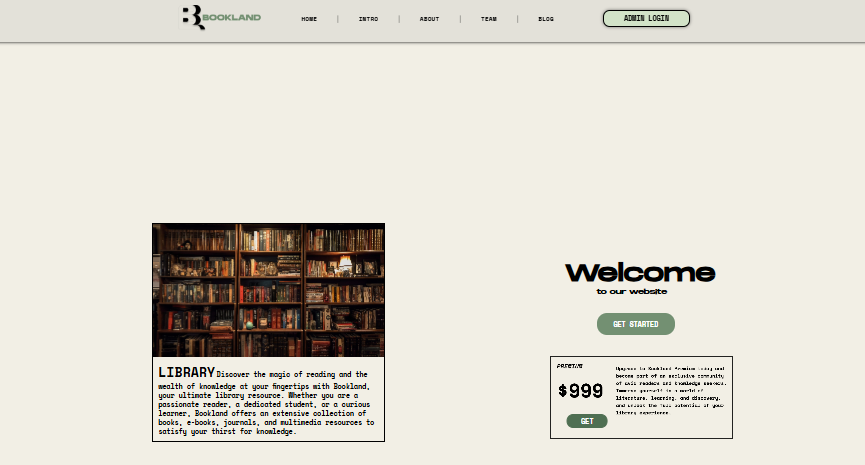 BR BOOKLAND
HOME | INTRO | ABOUT | TEAM | BLOG
ADMIN LOGIN
LIBRARY Discover the magic of reading and the
wealth of knowledge at your fingertips with Bookland,
your ultimate library resource. Whether you are a
passionate reader, a dedicated student, or a curious
learner, Bookland offers an extensive collection of
books, e-books, journals, and multimedia resources to
satisfy your thirst for knowledge.
Welcome
to our website
GET STARTED
PREMIUM
$999
GET
Upgrade to Bookland Premium today and
become part of an exclusive community
of avid readers and knowledge seekers.
Immerse yourself in a world of
literature, learning, and discovery,
and unlock the full potential of your
library experience.